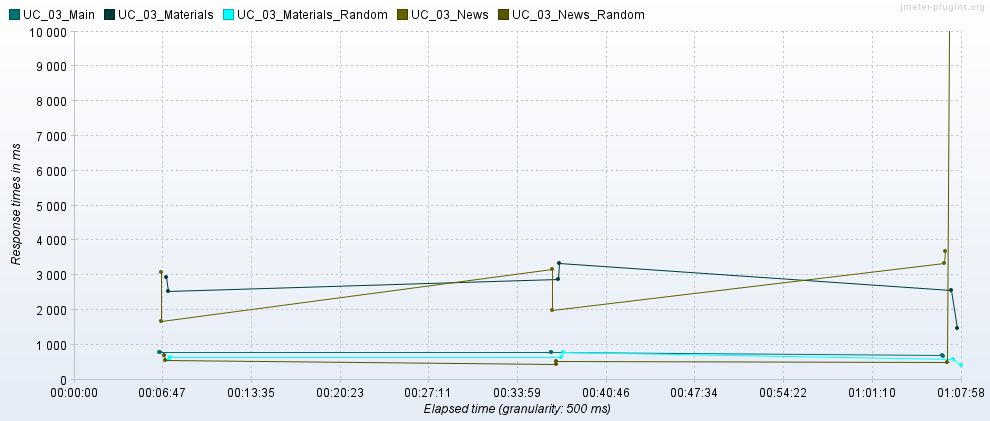 UC_03_Main UC_03_Materials UC_03_Materials_Random UC_03_News UC_03_News_Random
jmeter-plugins.org
10 000
9 000
8 000
7 000
6 000
5 000
4 000
3 000
2 000
1 000
0
Response times in ms
00:00:00 00:06:47 00:13:35 00:20:23 00:27:11 00:33:59 00:40:46 00:47:34 00:54:22 01:01:10 01:07:58
Elapsed time (granularity: 500 ms)